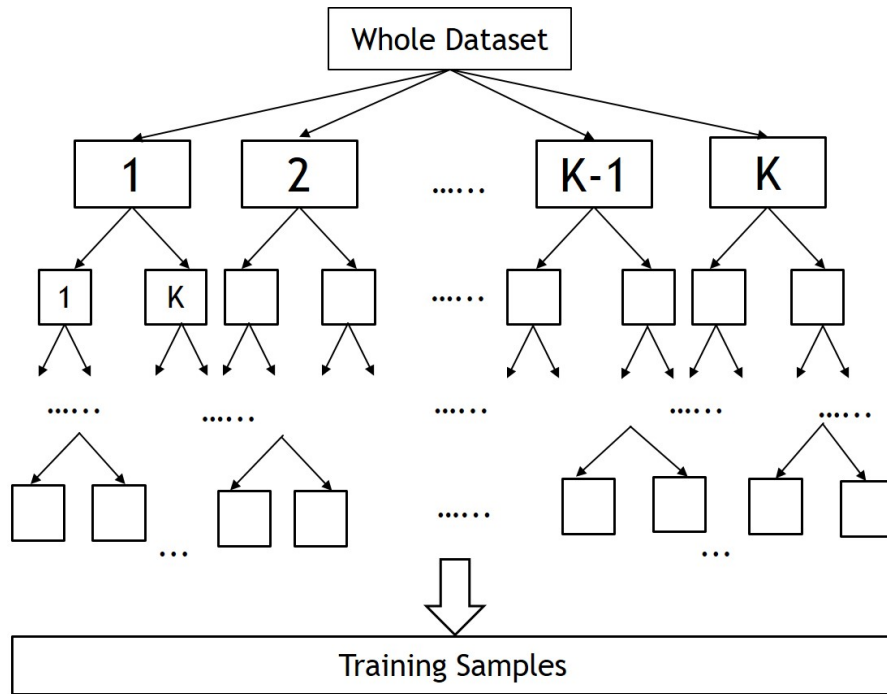 Whole Dataset
1 2 ...... K-1 K
1 K ......
...... ...... ...... ...... ......
......
... ...
Training Samples